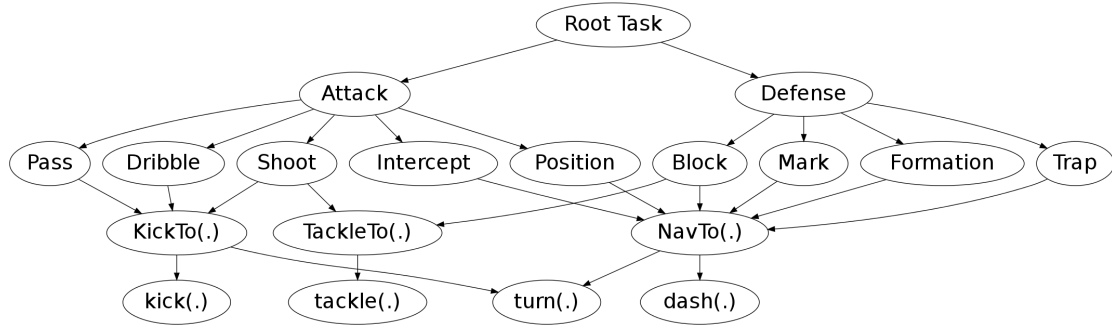 Root Task
Attack
Defense
Pass
Dribble
Shoot
Intercept
Position
Block
Mark
Formation
Trap
KickTo(.)
TackleTo(.)
NavTo(.)
kick(.)
tackle(.)
turn(.)
dash(.)